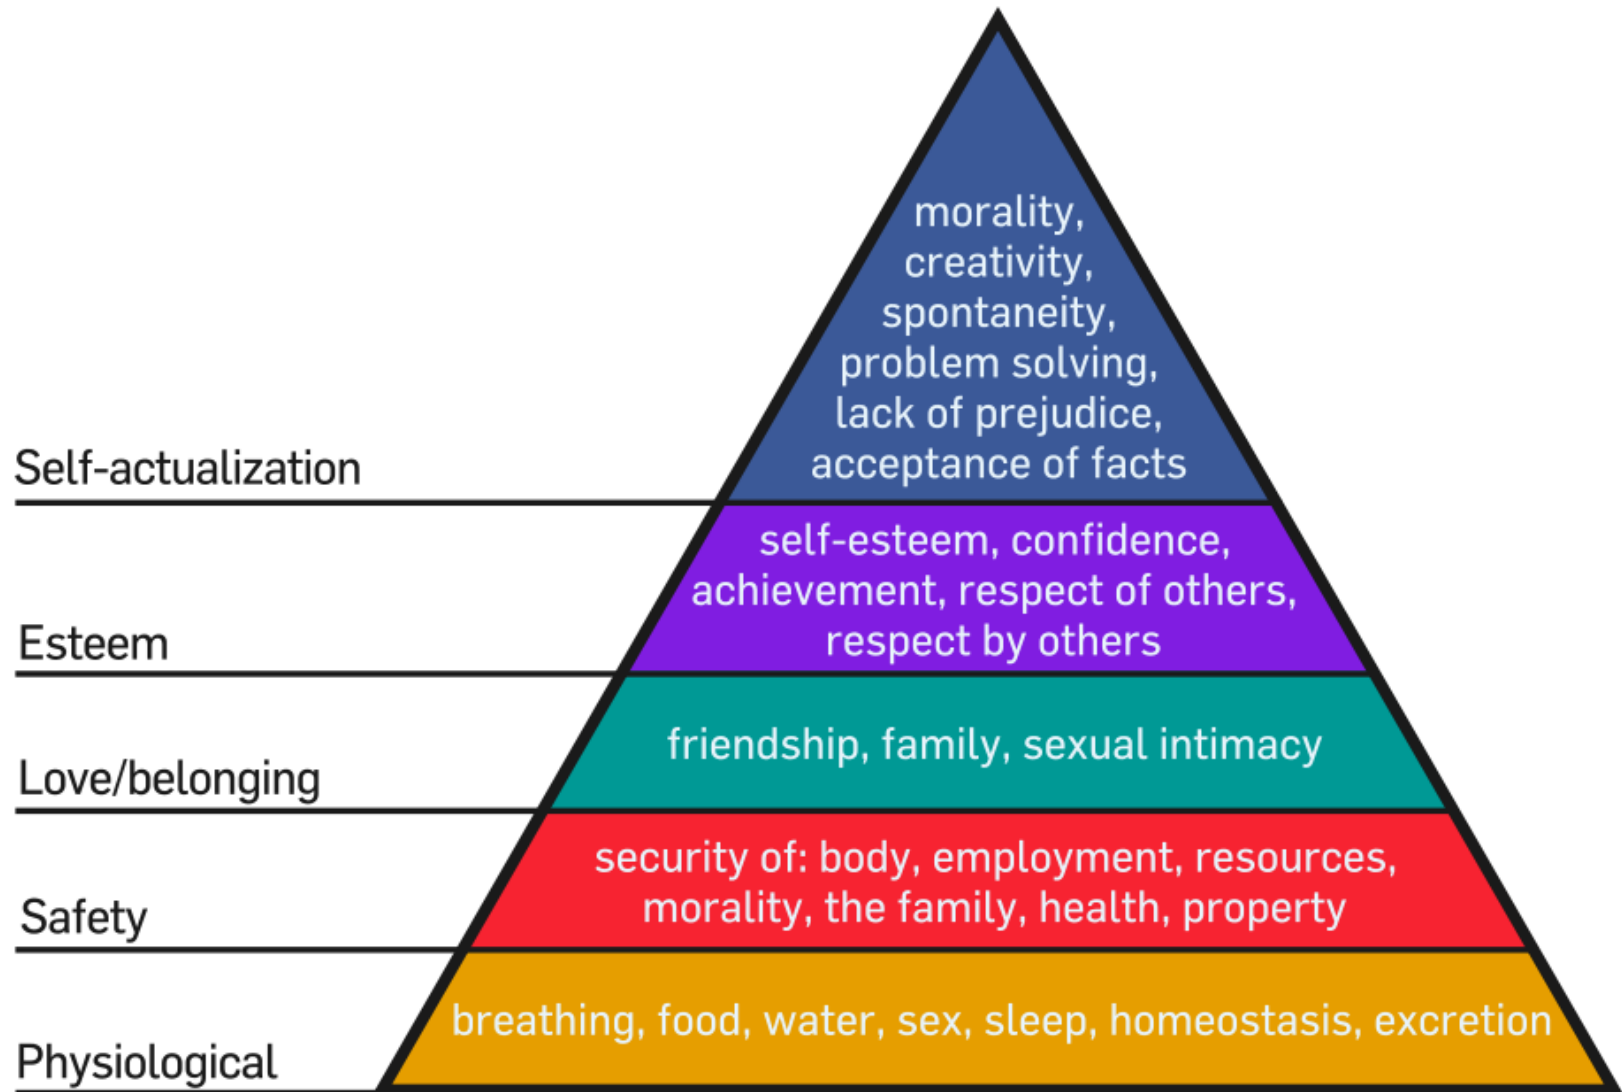 morality,
creativity,
spontaneity,
problem solving,
lack of prejudice,
acceptance of facts
Self-actualization
self-esteem, confidence,
achievement, respect of others,
respect by others
Esteem
friendship, family, sexual intimacy
Love/belonging
security of: body, employment, resources,
morality, the family, health, property
Safety
breathing, food, water, sex, sleep, homeostasis, excretion
Physiological